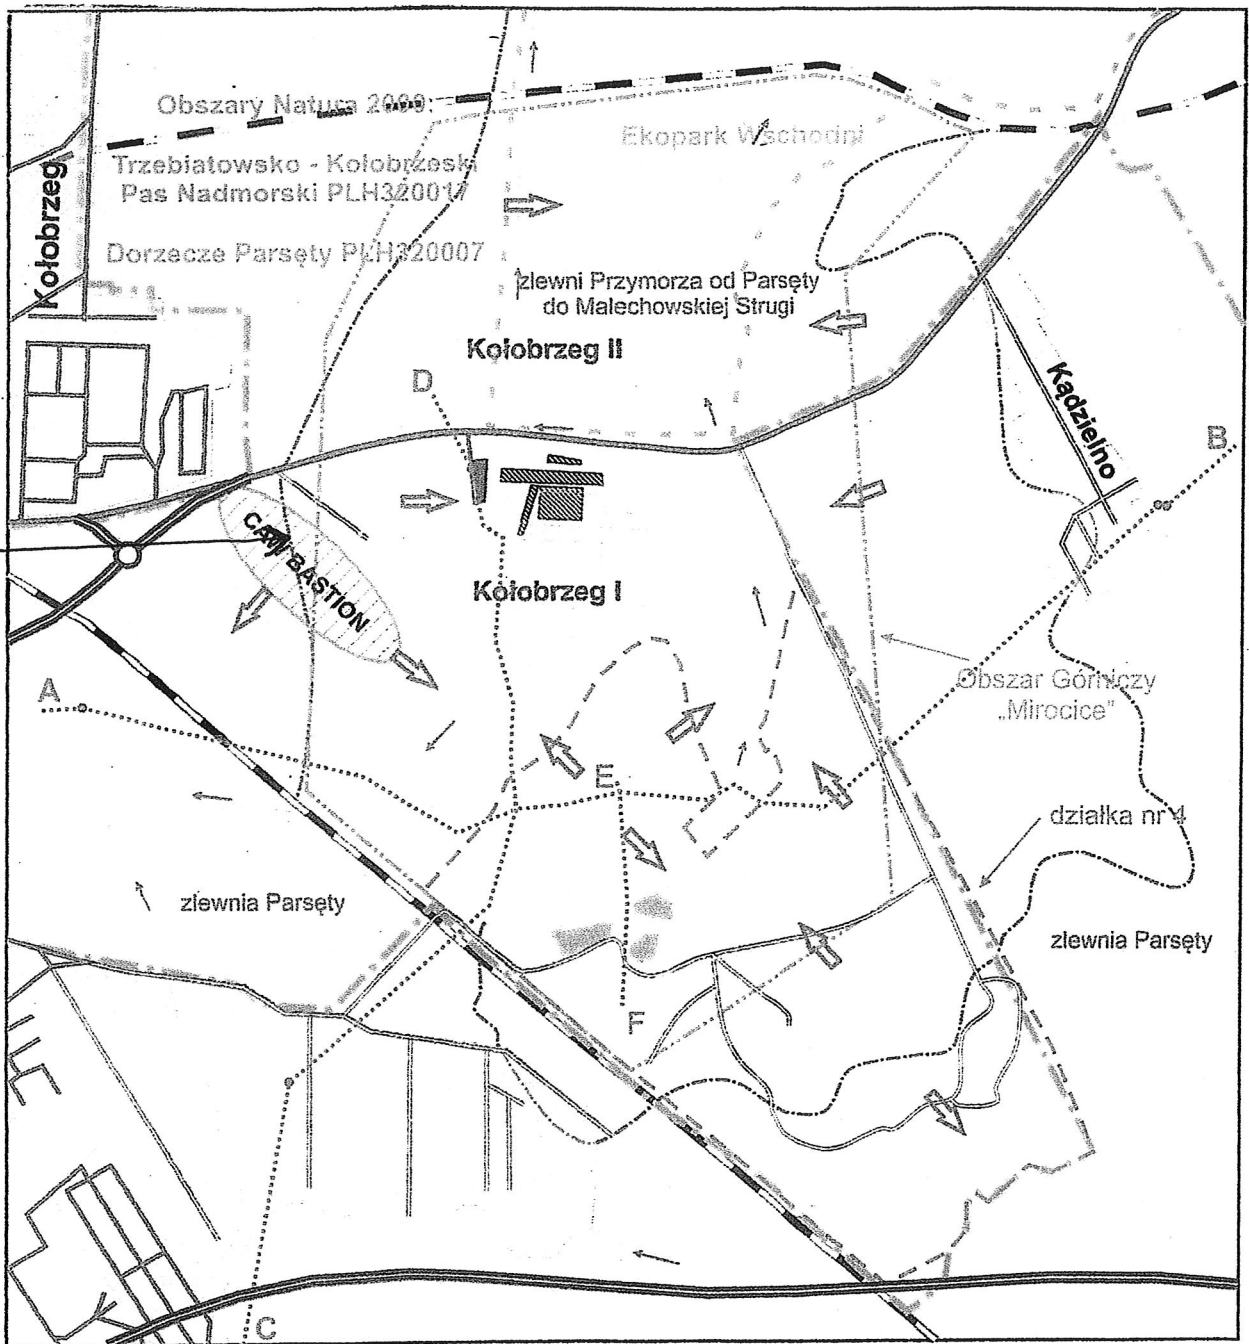 Obszary Natura 2000
Trzebiatowsko - Kołobrzeski
Pas Nadmorski PLH320017
Dorzecze Parsęty PLH320007
Ekopark Wschodni
Kołobrzeg
zlewni Przymorza od Parsęty
do Malechowskiej Strugi
Kołobrzeg II
D
Kądzielno
B
BASTION
Kołobrzeg I
A
Obszar Górniczy
„Mirocice"
E
działka nr 4
zlewnia Parsęty
zlewnia Parsęty
F
C